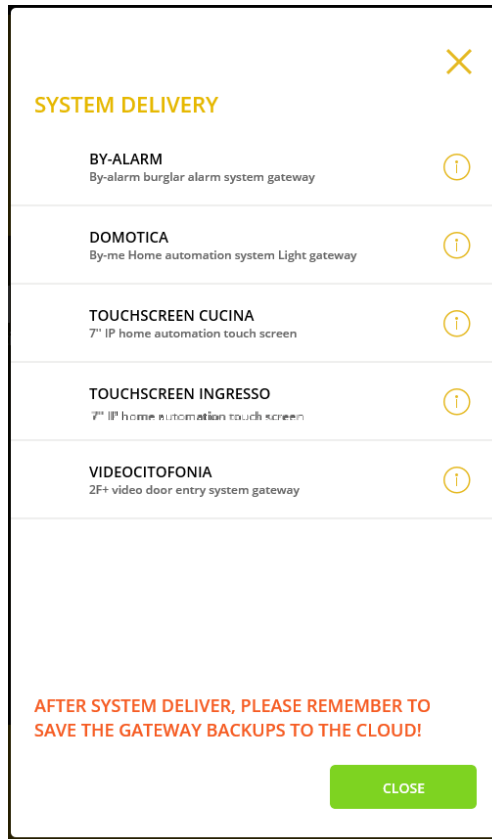 SYSTEM DELIVERY
BY-ALARM
By-alarm burglar alarm system gateway
DOMOTICA
By-me Home automation system Light gateway
TOUCHSCREEN CUCINA
7" IP home automation touch screen
TOUCHSCREEN INGRESSO
7" IP home automation touch screen
VIDEOCITOFONIA
2F+ video door entry system gateway
AFTER SYSTEM DELIVER, PLEASE REMEMBER TO
SAVE THE GATEWAY BACKUPS TO THE CLOUD!
CLOSE